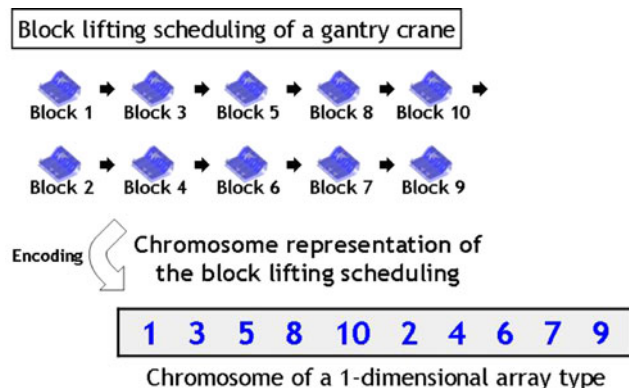 Block lifting scheduling of a gantry crane
Block 1 Block 3 Block 5 Block 8 Block 10
Block 2 Block 4 Block 6 Block 7 Block 9
Encoding
Chromosome representation of
the block lifting scheduling
1 3 5 8 10 2 4 6 7 9
Chromosome of a 1-dimensional array type